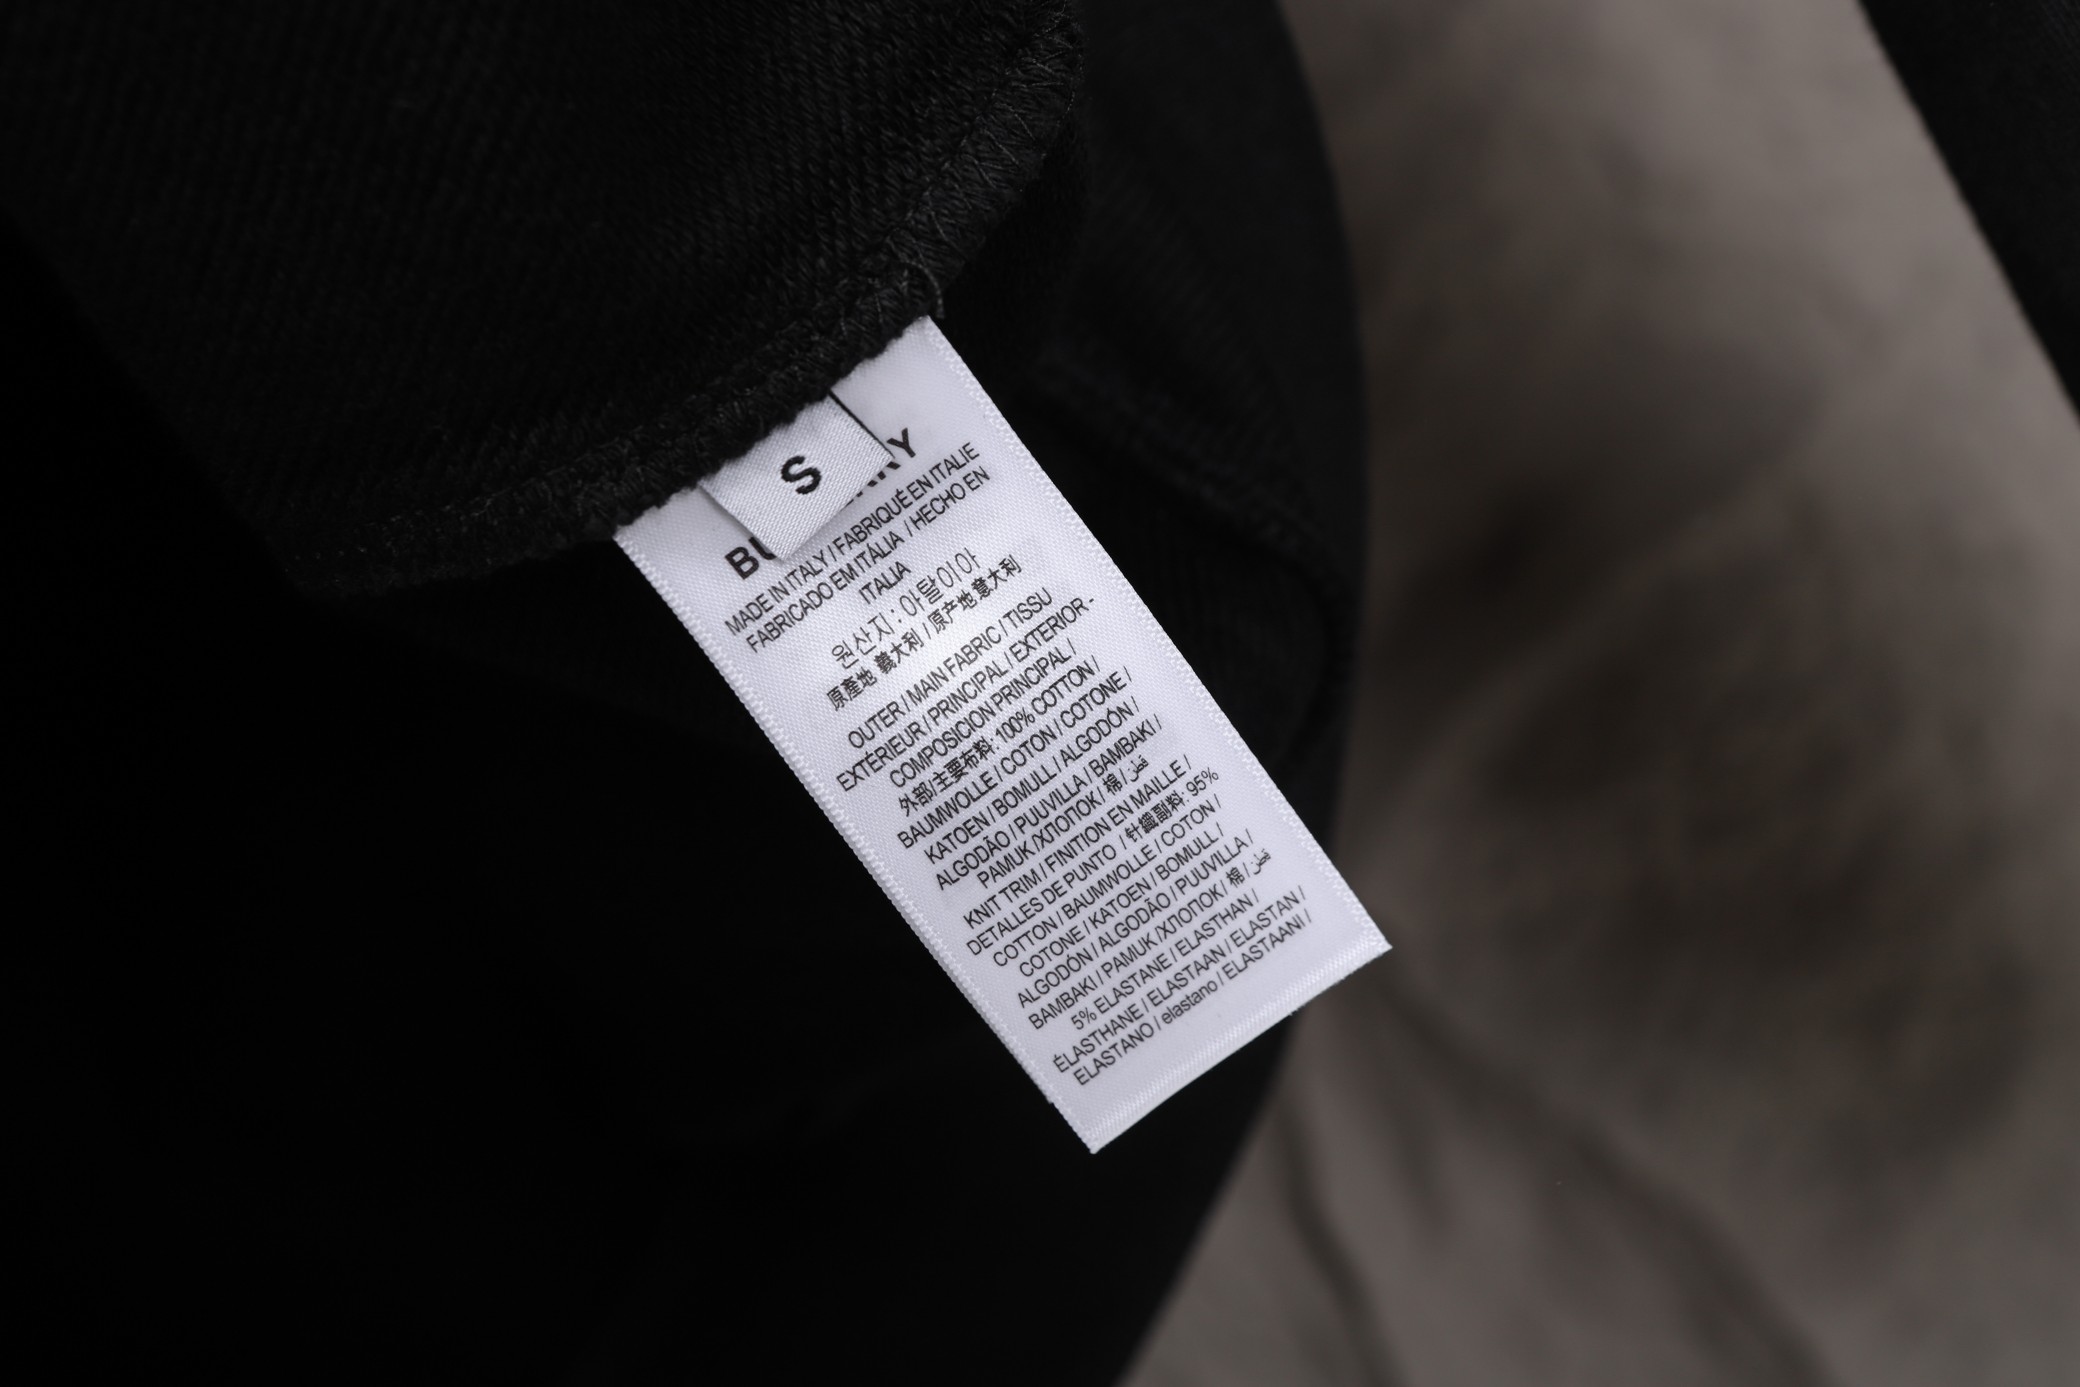 S
MADE IN ITALY / FABRIQUÉ EN ITALIE
FABRICADO EM ITÁLIA / HECHO EN
ITALIA
원산지 : 이탈이아
原產地 義大利 / 原产地 意大利
OUTER / MAIN FABRIC / TISSU
EXTÉRIEUR / PRINCIPAL / EXTERIOR -
COMPOSICION PRINCIPAL /
外部/主要布料: 100% COTTON /
BAUMWOLLE / COTON / COTONE /
KATOEN / BOMULL / ALGODÓN /
ALGODÃO / PUUVILLA / BAMBAKI /
PAMUK /ХЛОПОК/ 棉 / قطن
KNIT TRIM / FINITION EN MAILLE /
DETALLES DE PUNTO / 针織副料: 95%
COTTON / BAUMWOLLE / COTON /
COTONE / KATOEN / BOMULL /
ALGODÓN / ALGODÃO / PUUVILLA /
BAMBAKI / PAMUK /ХЛОПОК/ 棉 / قطن
5% ELASTANE / ELASTHAN /
ÉLASTHANE / ELASTAAN / ELASTAN /
ELASTANO / elastano / ELASTAANI /